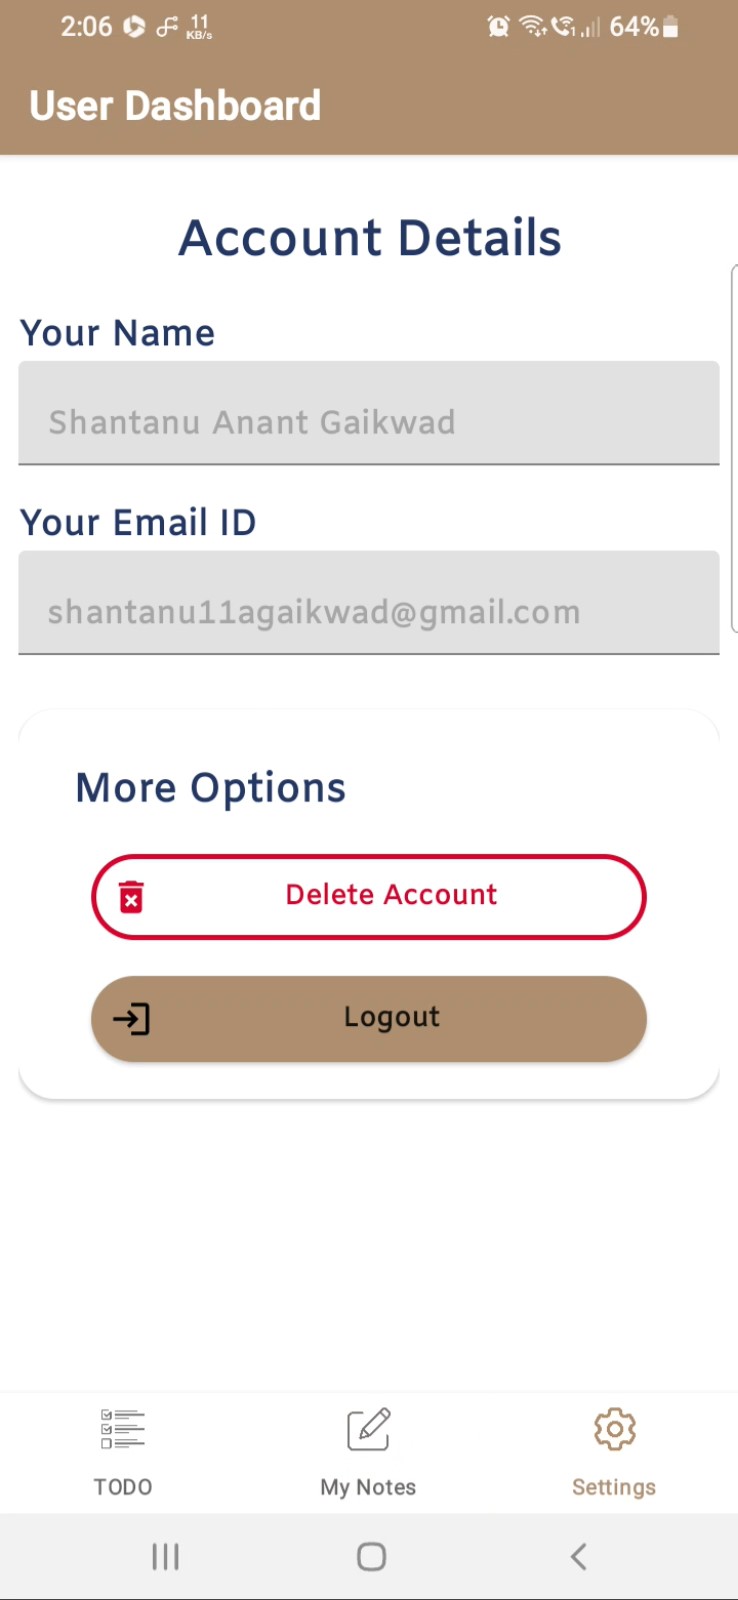 2:06 11 KB/s 1 64%
User Dashboard
Account Details
Your Name
Shantanu Anant Gaikwad
Your Email ID
shantanu11agaikwad@gmail.com
More Options
Delete Account
Logout
TODO My Notes Settings